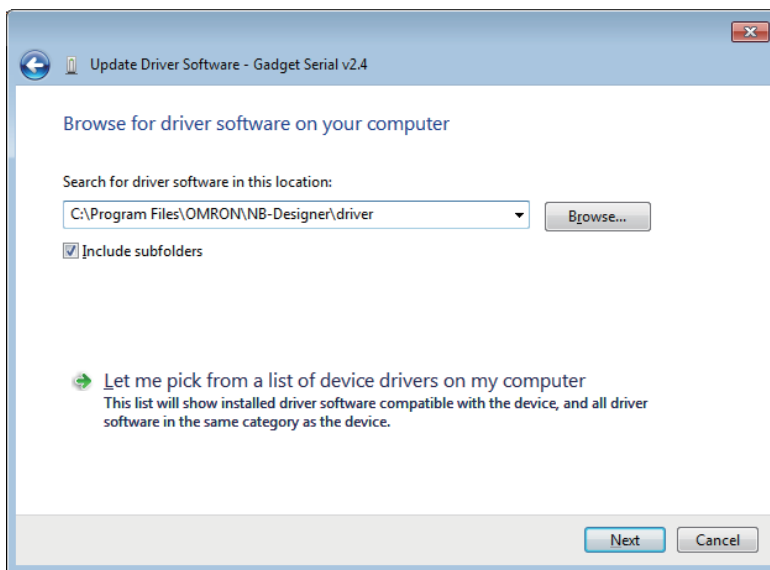 Update Driver Software - Gadget Serial v2.4
Browse for driver software on your computer
Search for driver software in this location:
C:\Program Files\OMRON\NB-Designer\driver
Browse...
Include subfolders
Let me pick from a list of device drivers on my computer
This list will show installed driver software compatible with the device, and all driver
software in the same category as the device.
Next
Cancel